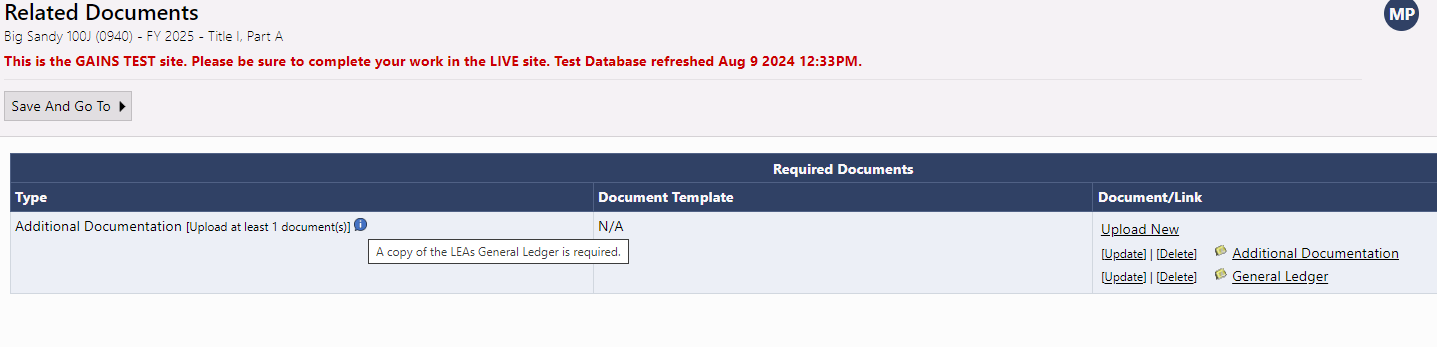 Related Documents
MP
Big Sandy 100J (0940) - FY 2025 - Title I, Part A
This is the GAINS TEST site. Please be sure to complete your work in the LIVE site. Test Database refreshed Aug 9 2024 12:33PM.
Save And Go To
Required Documents
Type Document Template Document/Link
Additional Documentation [Upload at least 1 document(s)] N/A Upload New
A copy of the LEAs General Ledger is required.
[Update] | [Delete] Additional Documentation
[Update] | [Delete] General Ledger